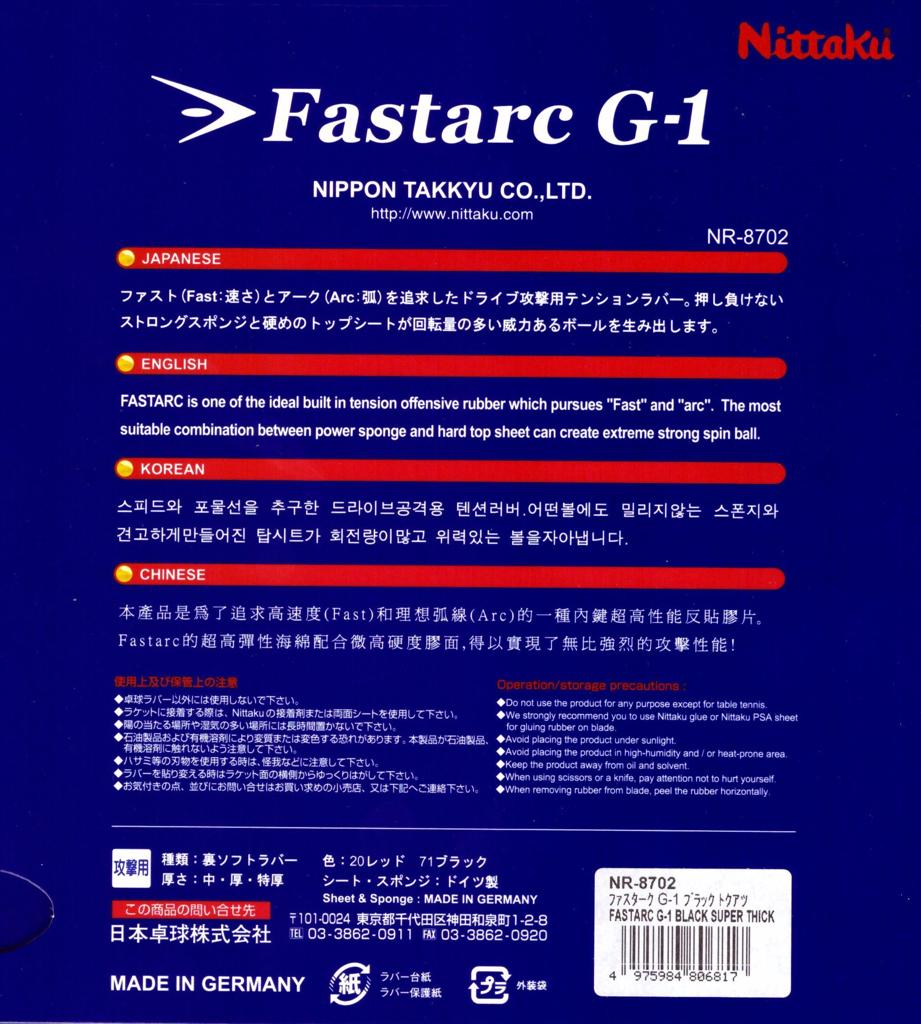 Nittaku
Fastarc G-1
NIPPON TAKKYU CO.,LTD.
http://www.nittaku.com
NR-8702
JAPANESE
ファスト(Fast:速さ)とアーク(Arc:弧)を追求したドライブ攻撃用テンションラバー。押し負けない
ストロングスポンジと硬めのトップシートが回転量の多い威力あるボールを生み出します。
ENGLISH
FASTARC is one of the ideal built in tension offensive rubber which pursues "Fast" and "arc". The most
suitable combination between power sponge and hard top sheet can create extreme strong spin ball.
KOREAN
스피드와 포물선을 추구한 드라이브공격용 텐션러버.어떤볼에도 밀리지않는 스폰지와
견고하게만들어진 탑시트가 회전량이많고 위력있는 볼을자아냅니다.
CHINESE
本產品是爲了追求高速度(Fast)和理想弧線(Arc)的一種內鍵超高性能反貼膠片。
Fastarc的超高彈性海綿配合微高硬度膠面,得以實現了無比強烈的攻擊性能!
使用上及び保管上の注意
◆卓球ラバー以外には使用しないで下さい。
◆ラケットに接着する際は、Nittakuの接着剤または両面シートを使用して下さい。
◆陽の当たる場所や湿気の多い場所には長時間置かないで下さい。
◆石油製品および有機溶剤により変質または変色する恐れがあります。本製品が石油製品、
有機溶剤に触れないよう注意して下さい。
◆ハサミ等の刃物を使用する時は、怪我などに注意して下さい。
◆ラバーを貼り変える時はラケット面の横側からゆっくりはがして下さい。
◆お気付きの点、並びにお問い合せはお買い求めの小売店、又は下記へご連絡下さい。
Operation/storage precautions :
◆Do not use the product for any purpose except for table tennis.
◆We strongly recommend you to use Nittaku glue or Nittaku PSA sheet
for gluing rubber on blade.
◆Avoid placing the product under sunlight.
◆Avoid placing the product in high-humidity and / or heat-prone area.
◆Keep the product away from oil and solvent.
◆When using scissors or a knife, pay attention not to hurt yourself.
◆When removing rubber from blade, peel the rubber horizontally.
攻撃用
種類:裏ソフトラバー
厚さ:中・厚・特厚
色:20レッド 71ブラック
シート・スポンジ:ドイツ製
Sheet & Sponge : MADE IN GERMANY
この商品の問い合せ先
日本卓球株式会社
〒101-0024 東京都千代田区神田和泉町1-2-8
TEL 03-3862-0911 FAX 03-3862-0920
MADE IN GERMANY
紙
ラバー台紙
ラバー保護紙
プラ
外装袋
NR-8702
ファスターク G-1 ブラック トクアツ
FASTARC G-1 BLACK SUPER THICK
4 975984 806817